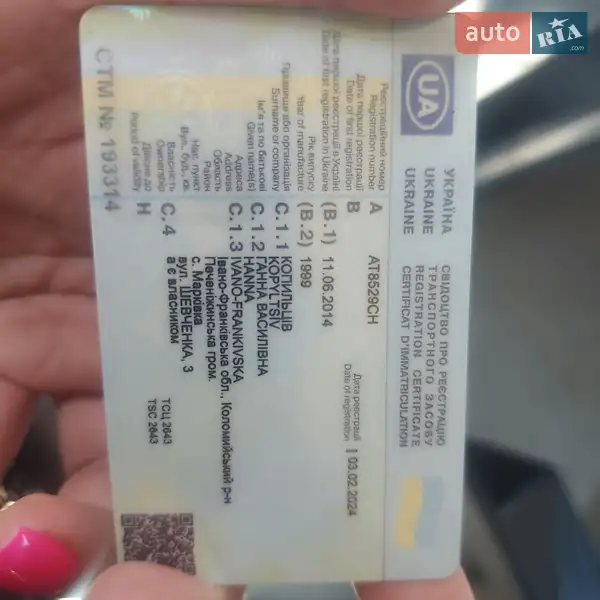 auto RIA .com
UA
УКРАЇНА
UKRAINE
UKRAINE
СВІДОЦТВО ПРО РЕЄСТРАЦІЮ
ТРАНСПОРТНОГО ЗАСОБУ
REGISTRATION CERTIFICATE
CERTIFICAT D'IMMATRICULATION
Реєстраційний номер
Registration number A AT8529CH
Дата першої реєстрації
Date of first registration B
Дата реєстрації
Date of registration 03.02.2024
Дата першої реєстрації в Україні
Date of first registration in Ukraine (B.1) 11.06.2014
Рік випуску
Year of manufacture (B.2) 1999
Прізвище або організація C.1.1 КОПИЛЬЦІВ
Surname or company KOPYLTSIV
Ім'я та по батькові C.1.2 ГАННА ВАСИЛІВНА
Given name(s) HANNA
Адреса C.1.3 IVANO-FRANKIVSKA
Address Івано-Франківська обл., Коломийський р-н
Область Печеніжинська гром.
Район с. Марківка
Нас. пункт вул. ШЕВЧЕНКА, 3
Вул., буд., кв. а є власником
Власність
Ownership C.4
ТСЦ 2643
TSC 2643
Дійсне до
Period of validity H
СТМ № 193314